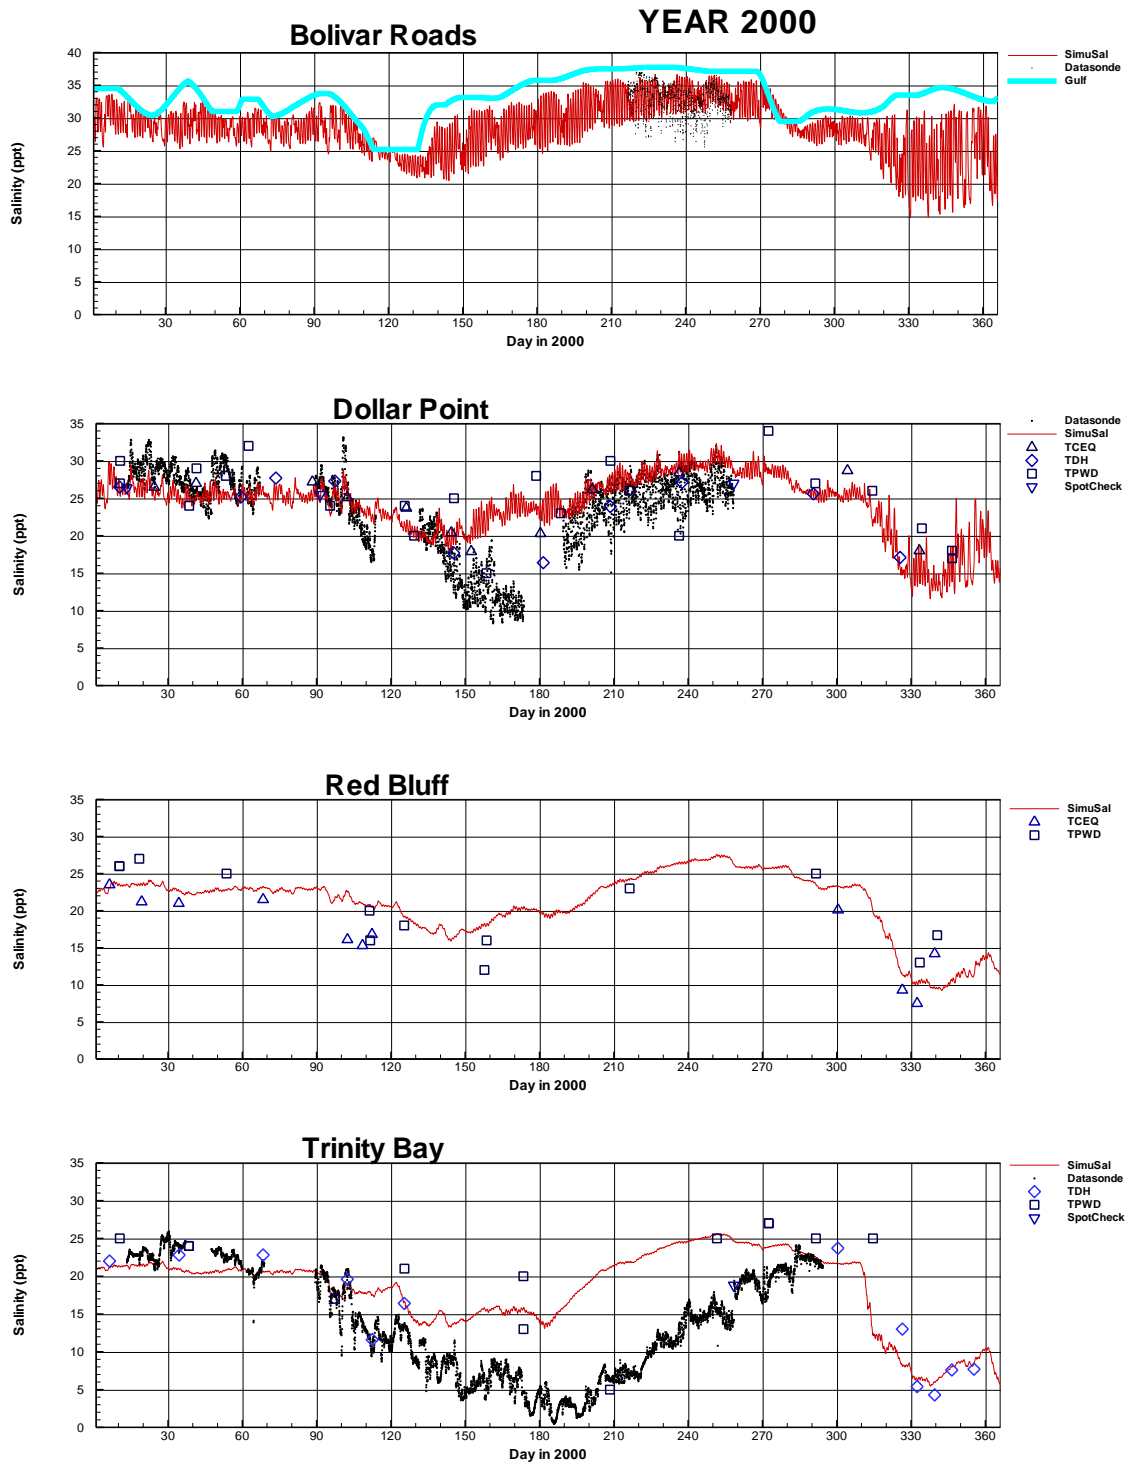 YEAR 2000
Bolivar Roads
SimuSal
Datasonde
Gulf
Salinity (ppt)
40
35
30
25
20
15
10
5
0
30 60 90 120 150 180 210 240 270 300 330 360
Day in 2000
Dollar Point
Datasonde
SimuSal
TCEQ
TDH
TPWD
SpotCheck
Salinity (ppt)
35
30
25
20
15
10
5
0
30 60 90 120 150 180 210 240 270 300 330 360
Day in 2000
Red Bluff
SimuSal
TCEQ
TPWD
Salinity (ppt)
35
30
25
20
15
10
5
0
30 60 90 120 150 180 210 240 270 300 330 360
Day in 2000
Trinity Bay
SimuSal
Datasonde
TDH
TPWD
SpotCheck
Salinity (ppt)
35
30
25
20
15
10
5
0
30 60 90 120 150 180 210 240 270 300 330 360
Day in 2000